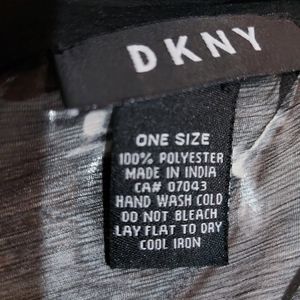 DKNY
ONE SIZE
100% POLYESTER
MADE IN INDIA
CA# 07043
HAND WASH COLD
DO NOT BLEACH
LAY FLAT TO DRY
COOL IRON